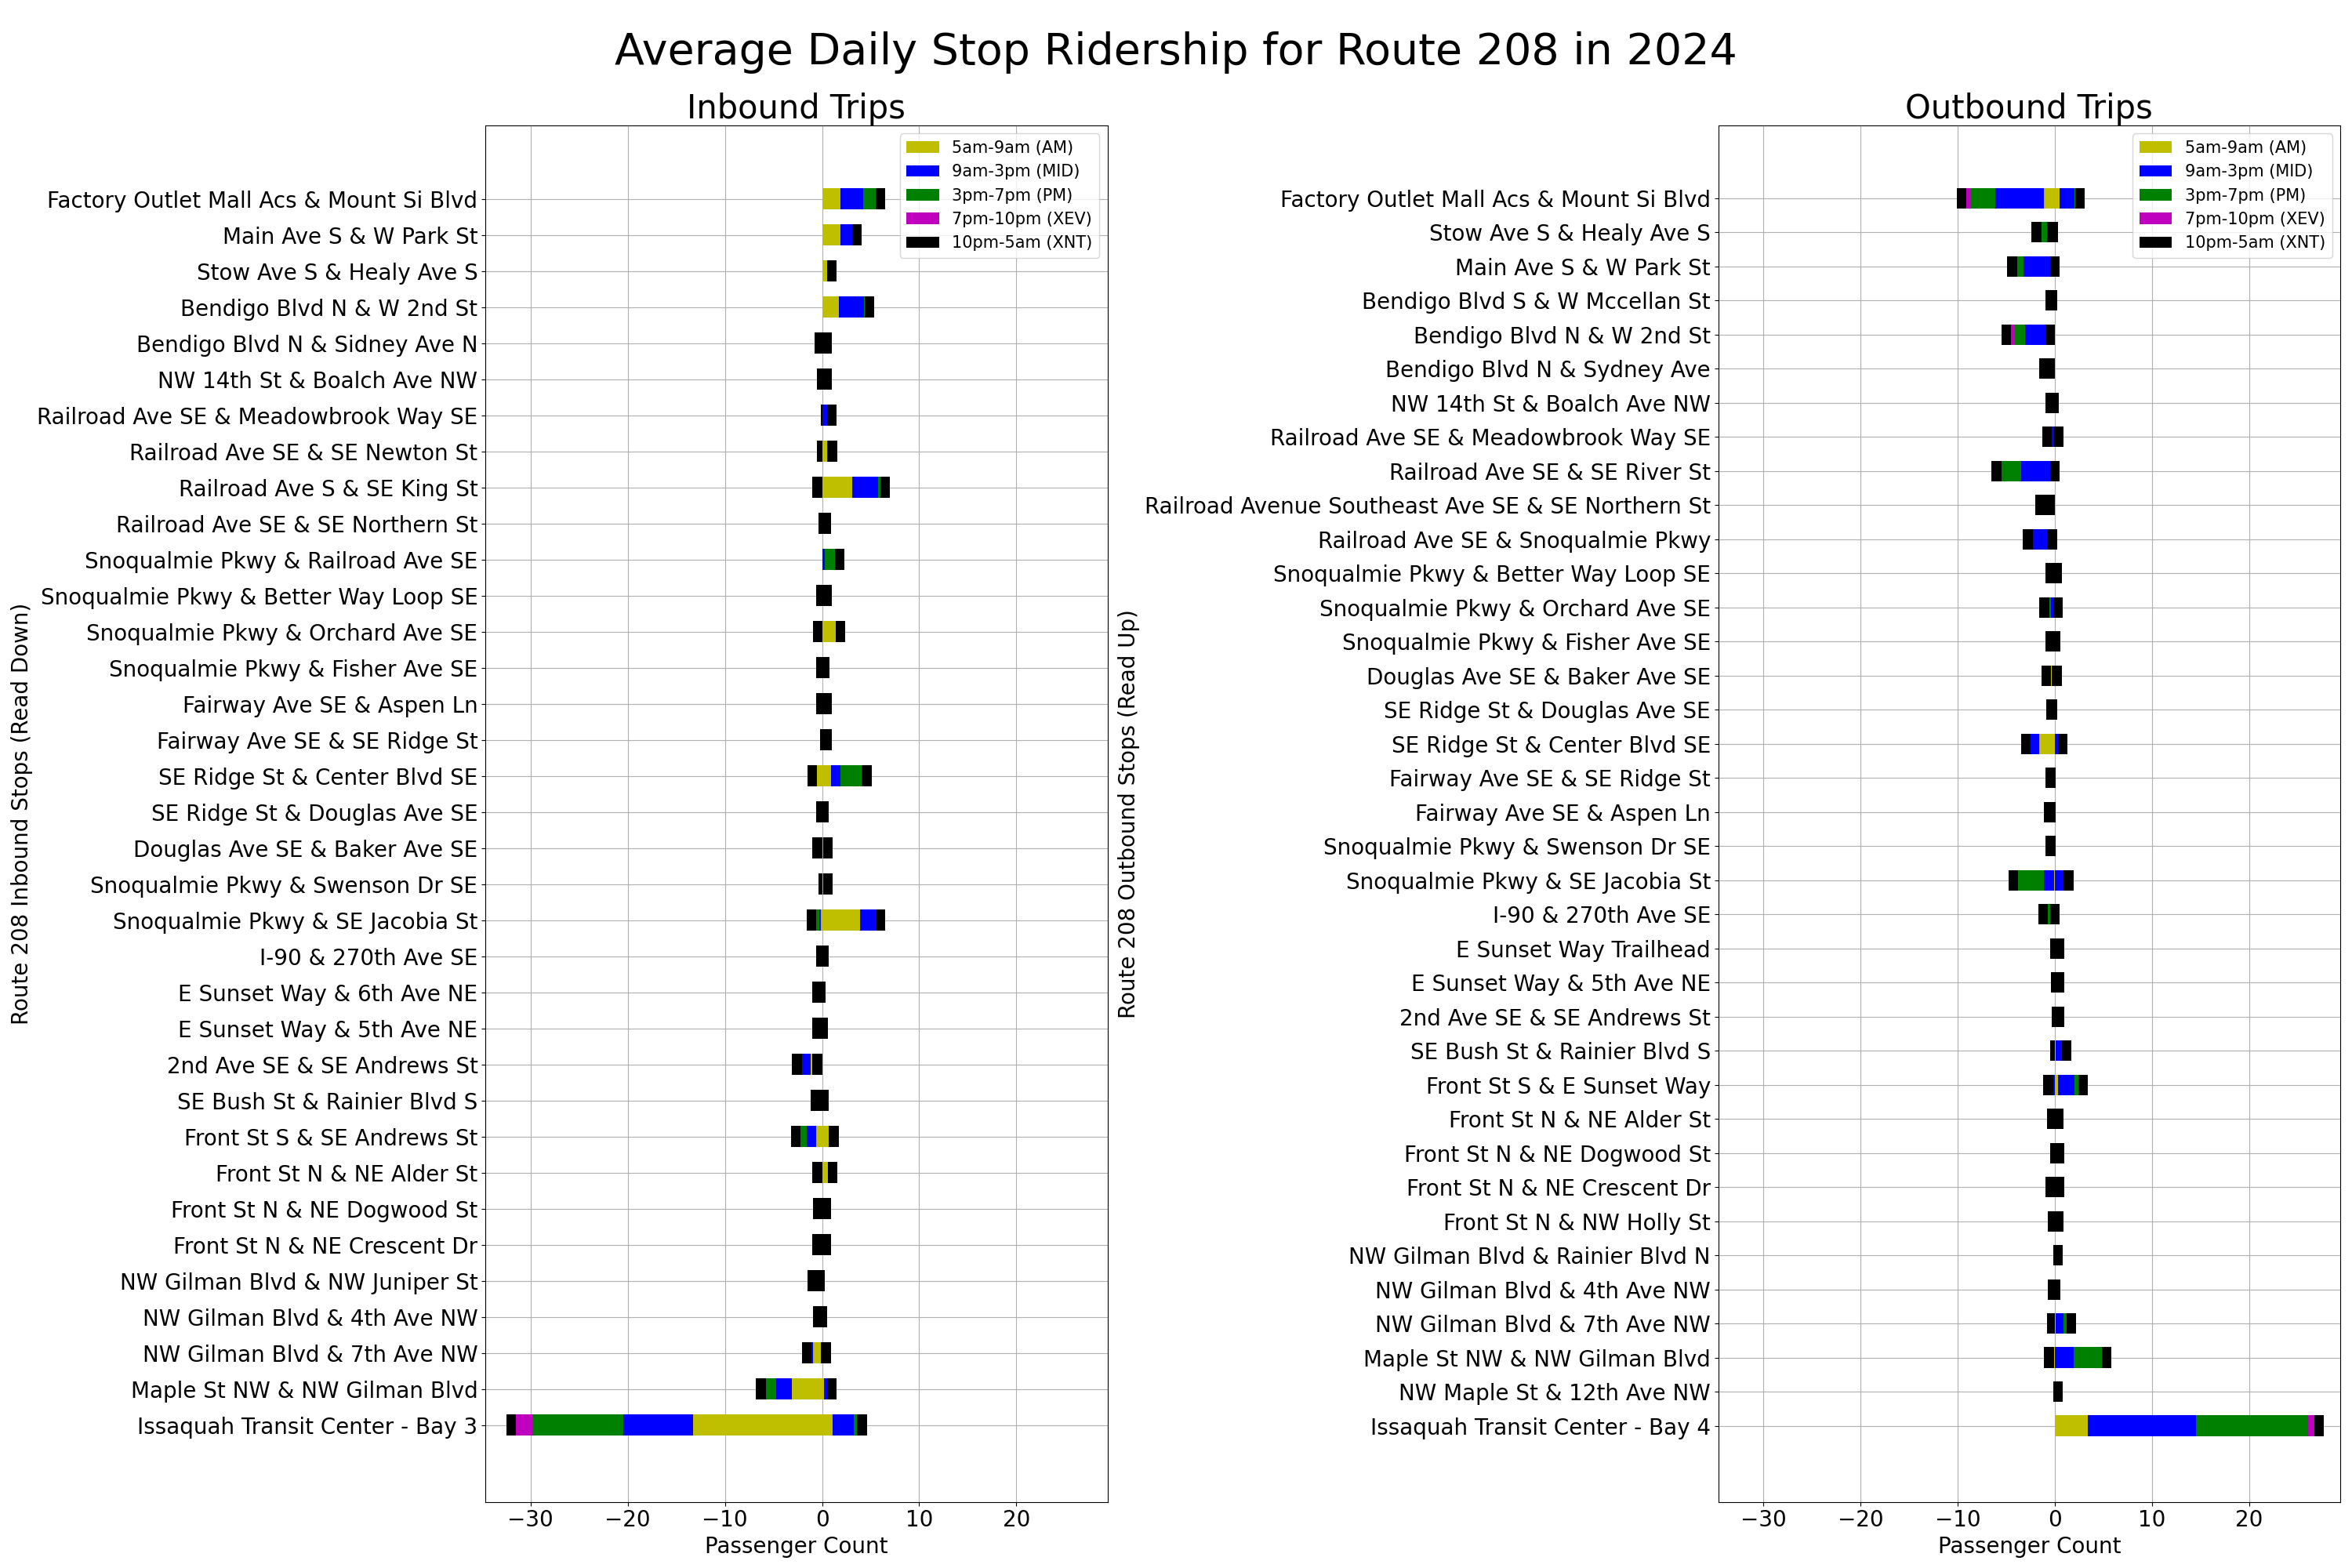 Average Daily Stop Ridership for Route 208 in 2024
Inbound Trips
5am-9am (AM)
9am-3pm (MID)
3pm-7pm (PM)
7pm-10pm (XEV)
10pm-5am (XNT)
Route 208 Inbound Stops (Read Down)
Factory Outlet Mall Acs & Mount Si Blvd
Main Ave S & W Park St
Stow Ave S & Healy Ave S
Bendigo Blvd N & W 2nd St
Bendigo Blvd N & Sidney Ave N
NW 14th St & Boalch Ave NW
Railroad Ave SE & Meadowbrook Way SE
Railroad Ave SE & SE Newton St
Railroad Ave S & SE King St
Railroad Ave SE & SE Northern St
Snoqualmie Pkwy & Railroad Ave SE
Snoqualmie Pkwy & Better Way Loop SE
Snoqualmie Pkwy & Orchard Ave SE
Snoqualmie Pkwy & Fisher Ave SE
Fairway Ave SE & Aspen Ln
Fairway Ave SE & SE Ridge St
SE Ridge St & Center Blvd SE
SE Ridge St & Douglas Ave SE
Douglas Ave SE & Baker Ave SE
Snoqualmie Pkwy & Swenson Dr SE
Snoqualmie Pkwy & SE Jacobia St
I-90 & 270th Ave SE
E Sunset Way & 6th Ave NE
E Sunset Way & 5th Ave NE
2nd Ave SE & SE Andrews St
SE Bush St & Rainier Blvd S
Front St S & SE Andrews St
Front St N & NE Alder St
Front St N & NE Dogwood St
Front St N & NE Crescent Dr
NW Gilman Blvd & NW Juniper St
NW Gilman Blvd & 4th Ave NW
NW Gilman Blvd & 7th Ave NW
Maple St NW & NW Gilman Blvd
Issaquah Transit Center - Bay 3
−30 −20 −10 0 10 20
Passenger Count
Outbound Trips
5am-9am (AM)
9am-3pm (MID)
3pm-7pm (PM)
7pm-10pm (XEV)
10pm-5am (XNT)
Route 208 Outbound Stops (Read Up)
Factory Outlet Mall Acs & Mount Si Blvd
Stow Ave S & Healy Ave S
Main Ave S & W Park St
Bendigo Blvd S & W Mccellan St
Bendigo Blvd N & W 2nd St
Bendigo Blvd N & Sydney Ave
NW 14th St & Boalch Ave NW
Railroad Ave SE & Meadowbrook Way SE
Railroad Ave SE & SE River St
Railroad Avenue Southeast Ave SE & SE Northern St
Railroad Ave SE & Snoqualmie Pkwy
Snoqualmie Pkwy & Better Way Loop SE
Snoqualmie Pkwy & Orchard Ave SE
Snoqualmie Pkwy & Fisher Ave SE
Douglas Ave SE & Baker Ave SE
SE Ridge St & Douglas Ave SE
SE Ridge St & Center Blvd SE
Fairway Ave SE & SE Ridge St
Fairway Ave SE & Aspen Ln
Snoqualmie Pkwy & Swenson Dr SE
Snoqualmie Pkwy & SE Jacobia St
I-90 & 270th Ave SE
E Sunset Way Trailhead
E Sunset Way & 5th Ave NE
2nd Ave SE & SE Andrews St
SE Bush St & Rainier Blvd S
Front St S & E Sunset Way
Front St N & NE Alder St
Front St N & NE Dogwood St
Front St N & NE Crescent Dr
Front St N & NW Holly St
NW Gilman Blvd & Rainier Blvd N
NW Gilman Blvd & 4th Ave NW
NW Gilman Blvd & 7th Ave NW
Maple St NW & NW Gilman Blvd
NW Maple St & 12th Ave NW
Issaquah Transit Center - Bay 4
−30 −20 −10 0 10 20
Passenger Count